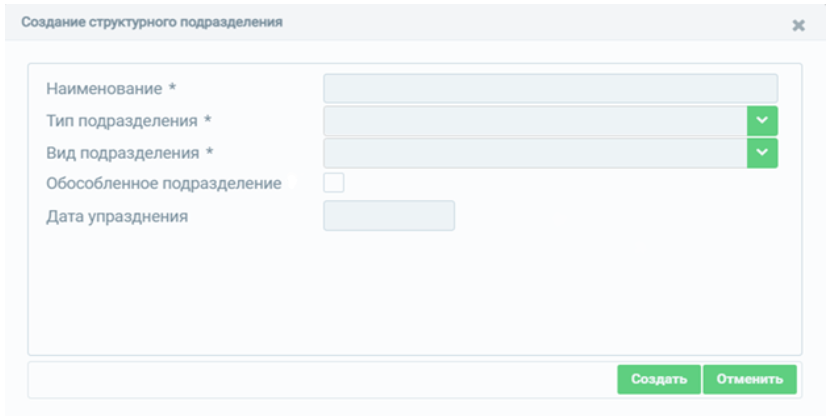 Создание структурного подразделения
Наименование *
Тип подразделения *
Вид подразделения *
Обособленное подразделение
Дата упразднения
Создать Отменить